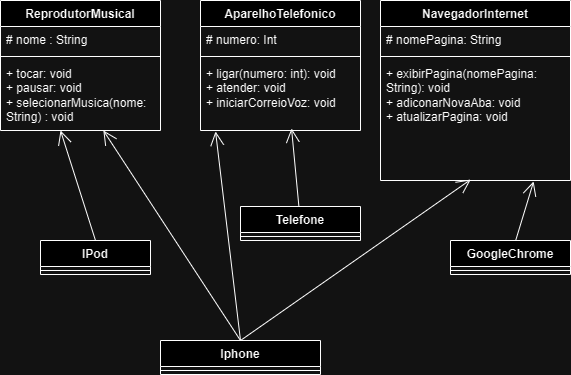 ReprodutorMusical
# nome : String
+ tocar: void
+ pausar: void
+ selecionarMusica(nome:
String) : void
AparelhoTelefonico
# numero: Int
+ ligar(numero: int): void
+ atender: void
+ iniciarCorreioVoz: void
NavegadorInternet
# nomePagina: String
+ exibirPagina(nomePagina:
String): void
+ adiconarNovaAba: void
+ atualizarPagina: void
Telefone
IPod
GoogleChrome
Iphone